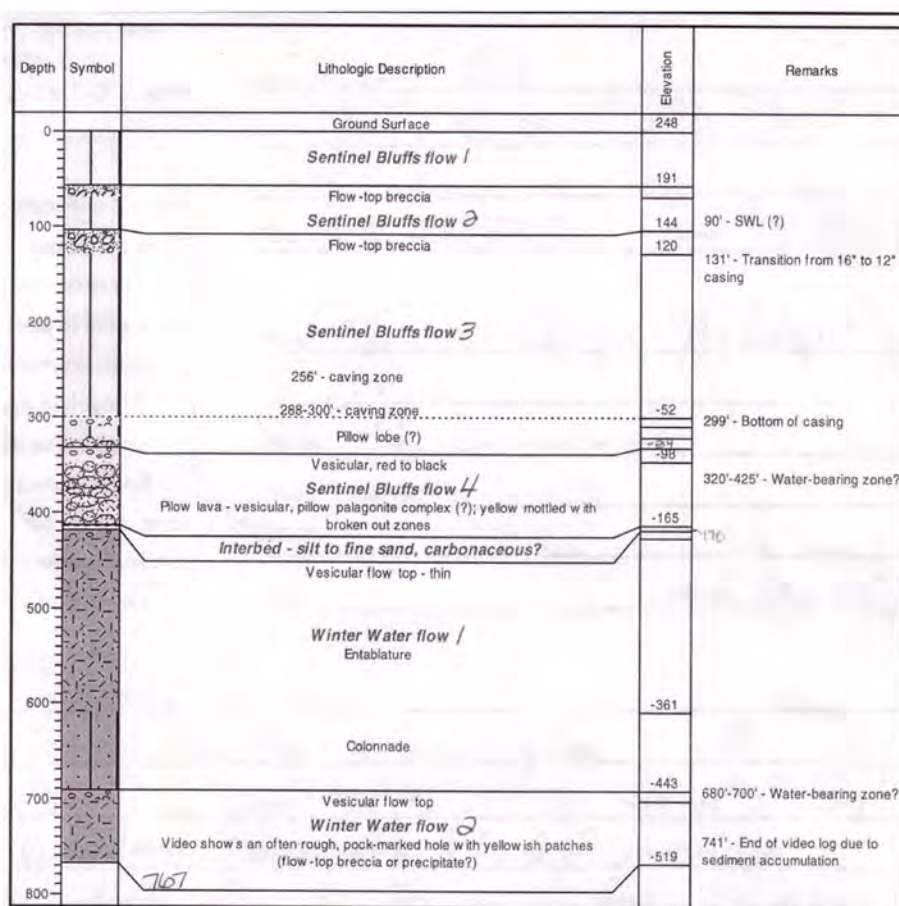 Depth Symbol Lithologic Description Elevation Remarks
Ground Surface 248
0
Sentinel Bluffs flow 1
191
Flow-top breccia
Sentinel Bluffs flow 2 144 90' - SWL (?)
100
Flow-top breccia 120
131' - Transition from 16" to 12"
casing
200
Sentinel Bluffs flow 3
256' - caving zone
288-300' - caving zone -52
300 299' - Bottom of casing
Pillow lobe (?)
-98
Vesicular, red to black
320'-425' - Water-bearing zone?
Sentinel Bluffs flow 4
400
Pilow lava - vesicular, pillow palagonite complex (?); yellow mottled with -165
broken out zones
176
Interbed - silt to fine sand, carbonaceous?
Vesicular flow top - thin
500
Winter Water flow 1
Entablature
600 -361
Colonnade
-443
680'-700' - Water-bearing zone?
700
Vesicular flow top
Winter Water flow 2
Video shows an often rough, pock-marked hole with yellowish patches 741' - End of video log due to
(flow-top breccia or precipitate?) -519 sediment accumulation
767
800